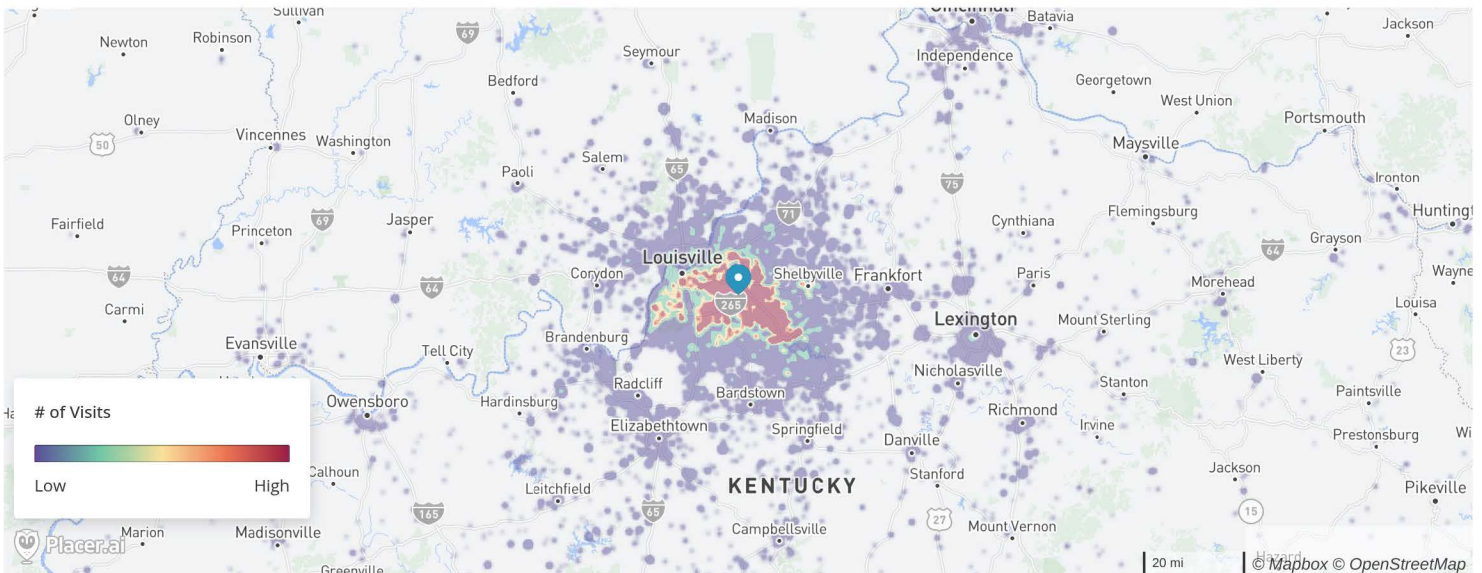 Sullivan
Cincinnati
Batavia
Jackson
Newton
Robinson
69
Seymour
Independence
Bedford
Georgetown
West Union
Olney
50
Vincennes
Washington
Madison
Portsmouth
Maysville
Salem
65
Paoli
75
Ironton
Fairfield
Princeton
69
Jasper
71
Cynthiana
Flemingsburg
Grayson
64
64
64
Louisville
Corydon
Shelbyville
Frankfort
Paris
Morehead
Wayne
265
Carmi
Lexington
Mount Sterling
Louisa
Evansville
Tell City
Brandenburg
23
West Liberty
Nicholasville
Radcliff
Bardstown
Stanton
Paintsville
Owensboro
Hardinsburg
Richmond
Irvine
Elizabethtown
Springfield
Danville
Prestonsburg
# of Visits
Low
High
Calhoun
Leitchfield
KENTUCKY
Stanford
Jackson
Pikeville
165
65
27
15
Marion
Madisonville
Campbellsville
Mount Vernon
Placer.ai
Greenville
20 mi
Hazard
© Mapbox © OpenStreetMap